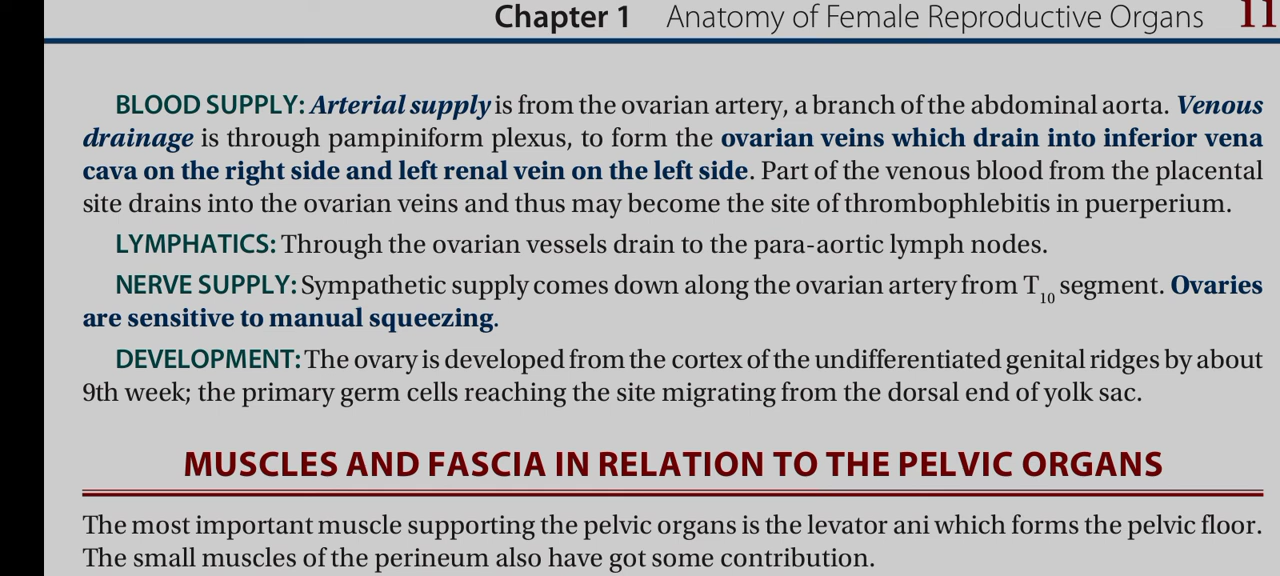 Chapter 1 Anatomy of Female Reproductive Organs 11
BLOOD SUPPLY: Arterial supply is from the ovarian artery, a branch of the abdominal aorta. Venous
drainage is through pampiniform plexus, to form the ovarian veins which drain into inferior vena
cava on the right side and left renal vein on the left side. Part of the venous blood from the placental
site drains into the ovarian veins and thus may become the site of thrombophlebitis in puerperium.
LYMPHATICS: Through the ovarian vessels drain to the para-aortic lymph nodes.
NERVE SUPPLY: Sympathetic supply comes down along the ovarian artery from T10 segment. Ovaries
are sensitive to manual squeezing.
DEVELOPMENT: The ovary is developed from the cortex of the undifferentiated genital ridges by about
9th week; the primary germ cells reaching the site migrating from the dorsal end of yolk sac.
MUSCLES AND FASCIA IN RELATION TO THE PELVIC ORGANS
The most important muscle supporting the pelvic organs is the levator ani which forms the pelvic floor.
The small muscles of the perineum also have got some contribution.